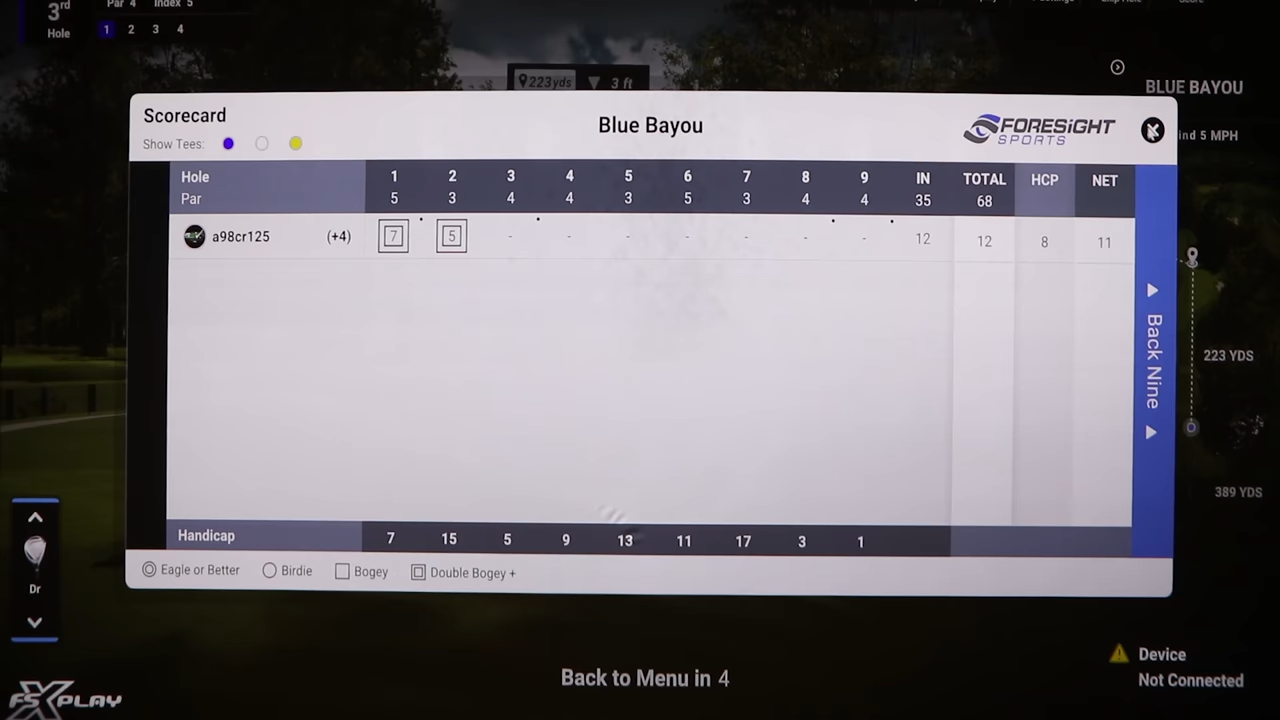 3rd
Hole
Par 4 Index 5
1 2 3 4
223yds 3 ft
BLUE BAYOU
ind 5 MPH
Scorecard
Blue Bayou
FORESiGHT
SPORTS
Show Tees:
Hole 1 2 3 4 5 6 7 8 9 IN TOTAL HCP NET
Par 5 3 4 4 3 5 3 4 4 35 68
a98cr125 (+4) 7 5 - - - - - - - 12 12 8 11
Back Nine
223 YDS
389 YDS
Handicap 7 15 5 9 13 11 17 3 1
Eagle or Better Birdie Bogey Double Bogey +
Dr
Back to Menu in 4
Device
Not Connected
FSX PLAY